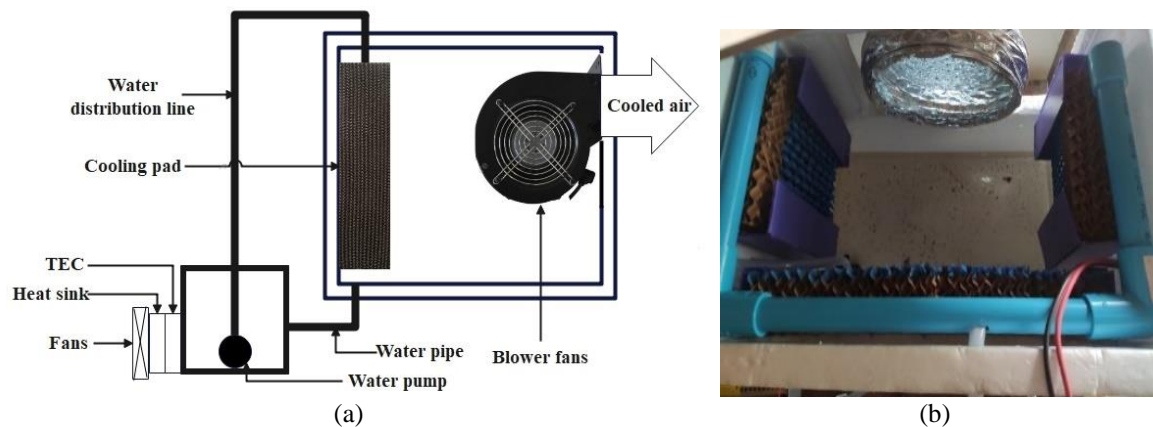 Water
distribution line
Cooling pad
Cooled air
TEC
Heat sink
Fans
Water pipe
Water pump
Blower fans
(a)
(b)